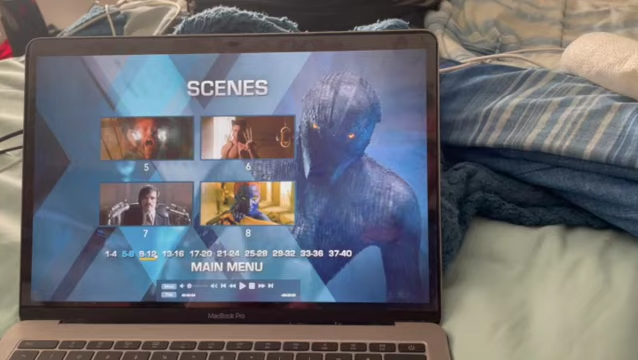 SCENES
5 6
7 8
1-4 5-8 9-12 13-16 17-20 21-24 25-28 29-32 33-36 37-40
MAIN MENU
MacBook Pro